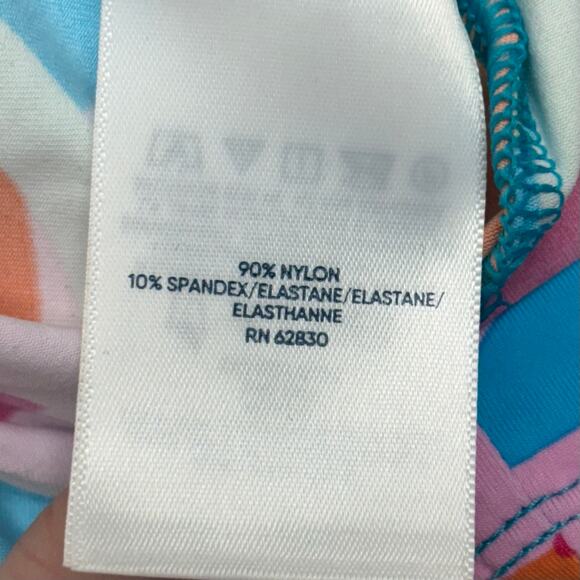 90% NYLON
10% SPANDEX/ELASTANE/ELASTANE/
ELASTHANNE
RN 62830